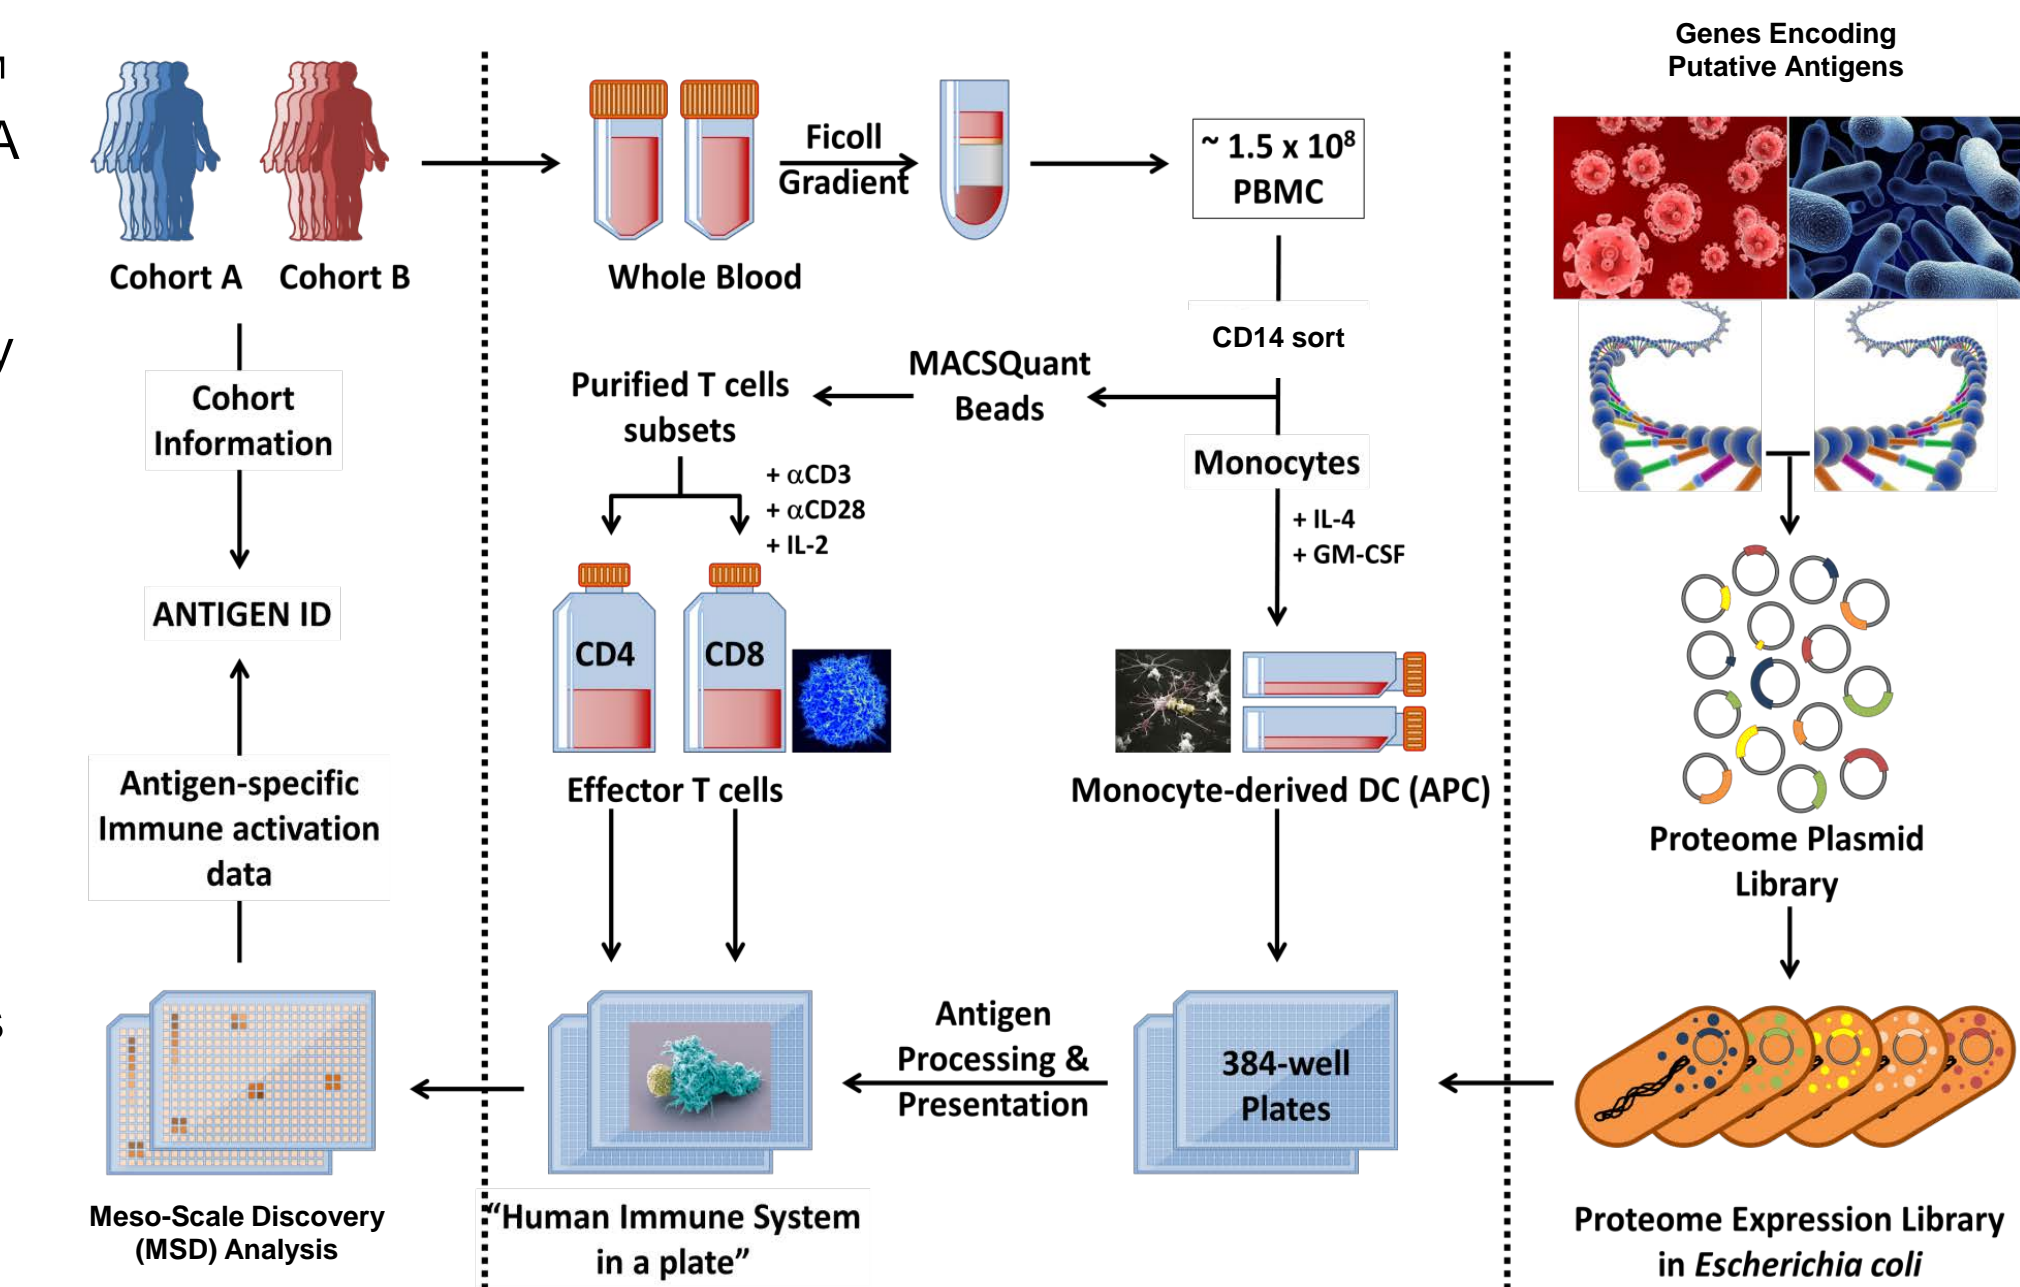 A
y
s
Cohort A
Cohort B
Cohort
Information
ANTIGEN ID
Antigen-specific
Immune activation
data
Meso-Scale Discovery
(MSD) Analysis
Whole Blood
Ficoll
Gradient
~ 1.5 x 10⁸
PBMC
CD14 sort
MACSQuant
Beads
Purified T cells
subsets
+ αCD3
+ αCD28
+ IL-2
Monocytes
+ IL-4
+ GM-CSF
CD4
CD8
Effector T cells
Monocyte-derived DC (APC)
Antigen
Processing &
Presentation
384-well
Plates
“Human Immune System
in a plate”
Genes Encoding
Putative Antigens
Proteome Plasmid
Library
Proteome Expression Library
in Escherichia coli